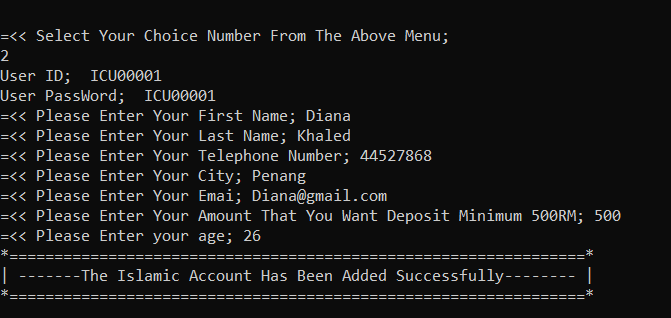 =<< Select Your Choice Number From The Above Menu;
2
User ID;  ICU00001
User PassWord;  ICU00001
=<< Please Enter Your First Name; Diana
=<< Please Enter Your Last Name; Khaled
=<< Please Enter Your Telephone Number; 44527868
=<< Please Enter Your City; Penang
=<< Please Enter Your Emai; Diana@gmail.com
=<< Please Enter Your Amount That You Want Deposit Minimum 500RM; 500
=<< Please Enter your age; 26
*================================================================*
| -------The Islamic Account Has Been Added Successfully-------- |
*================================================================*